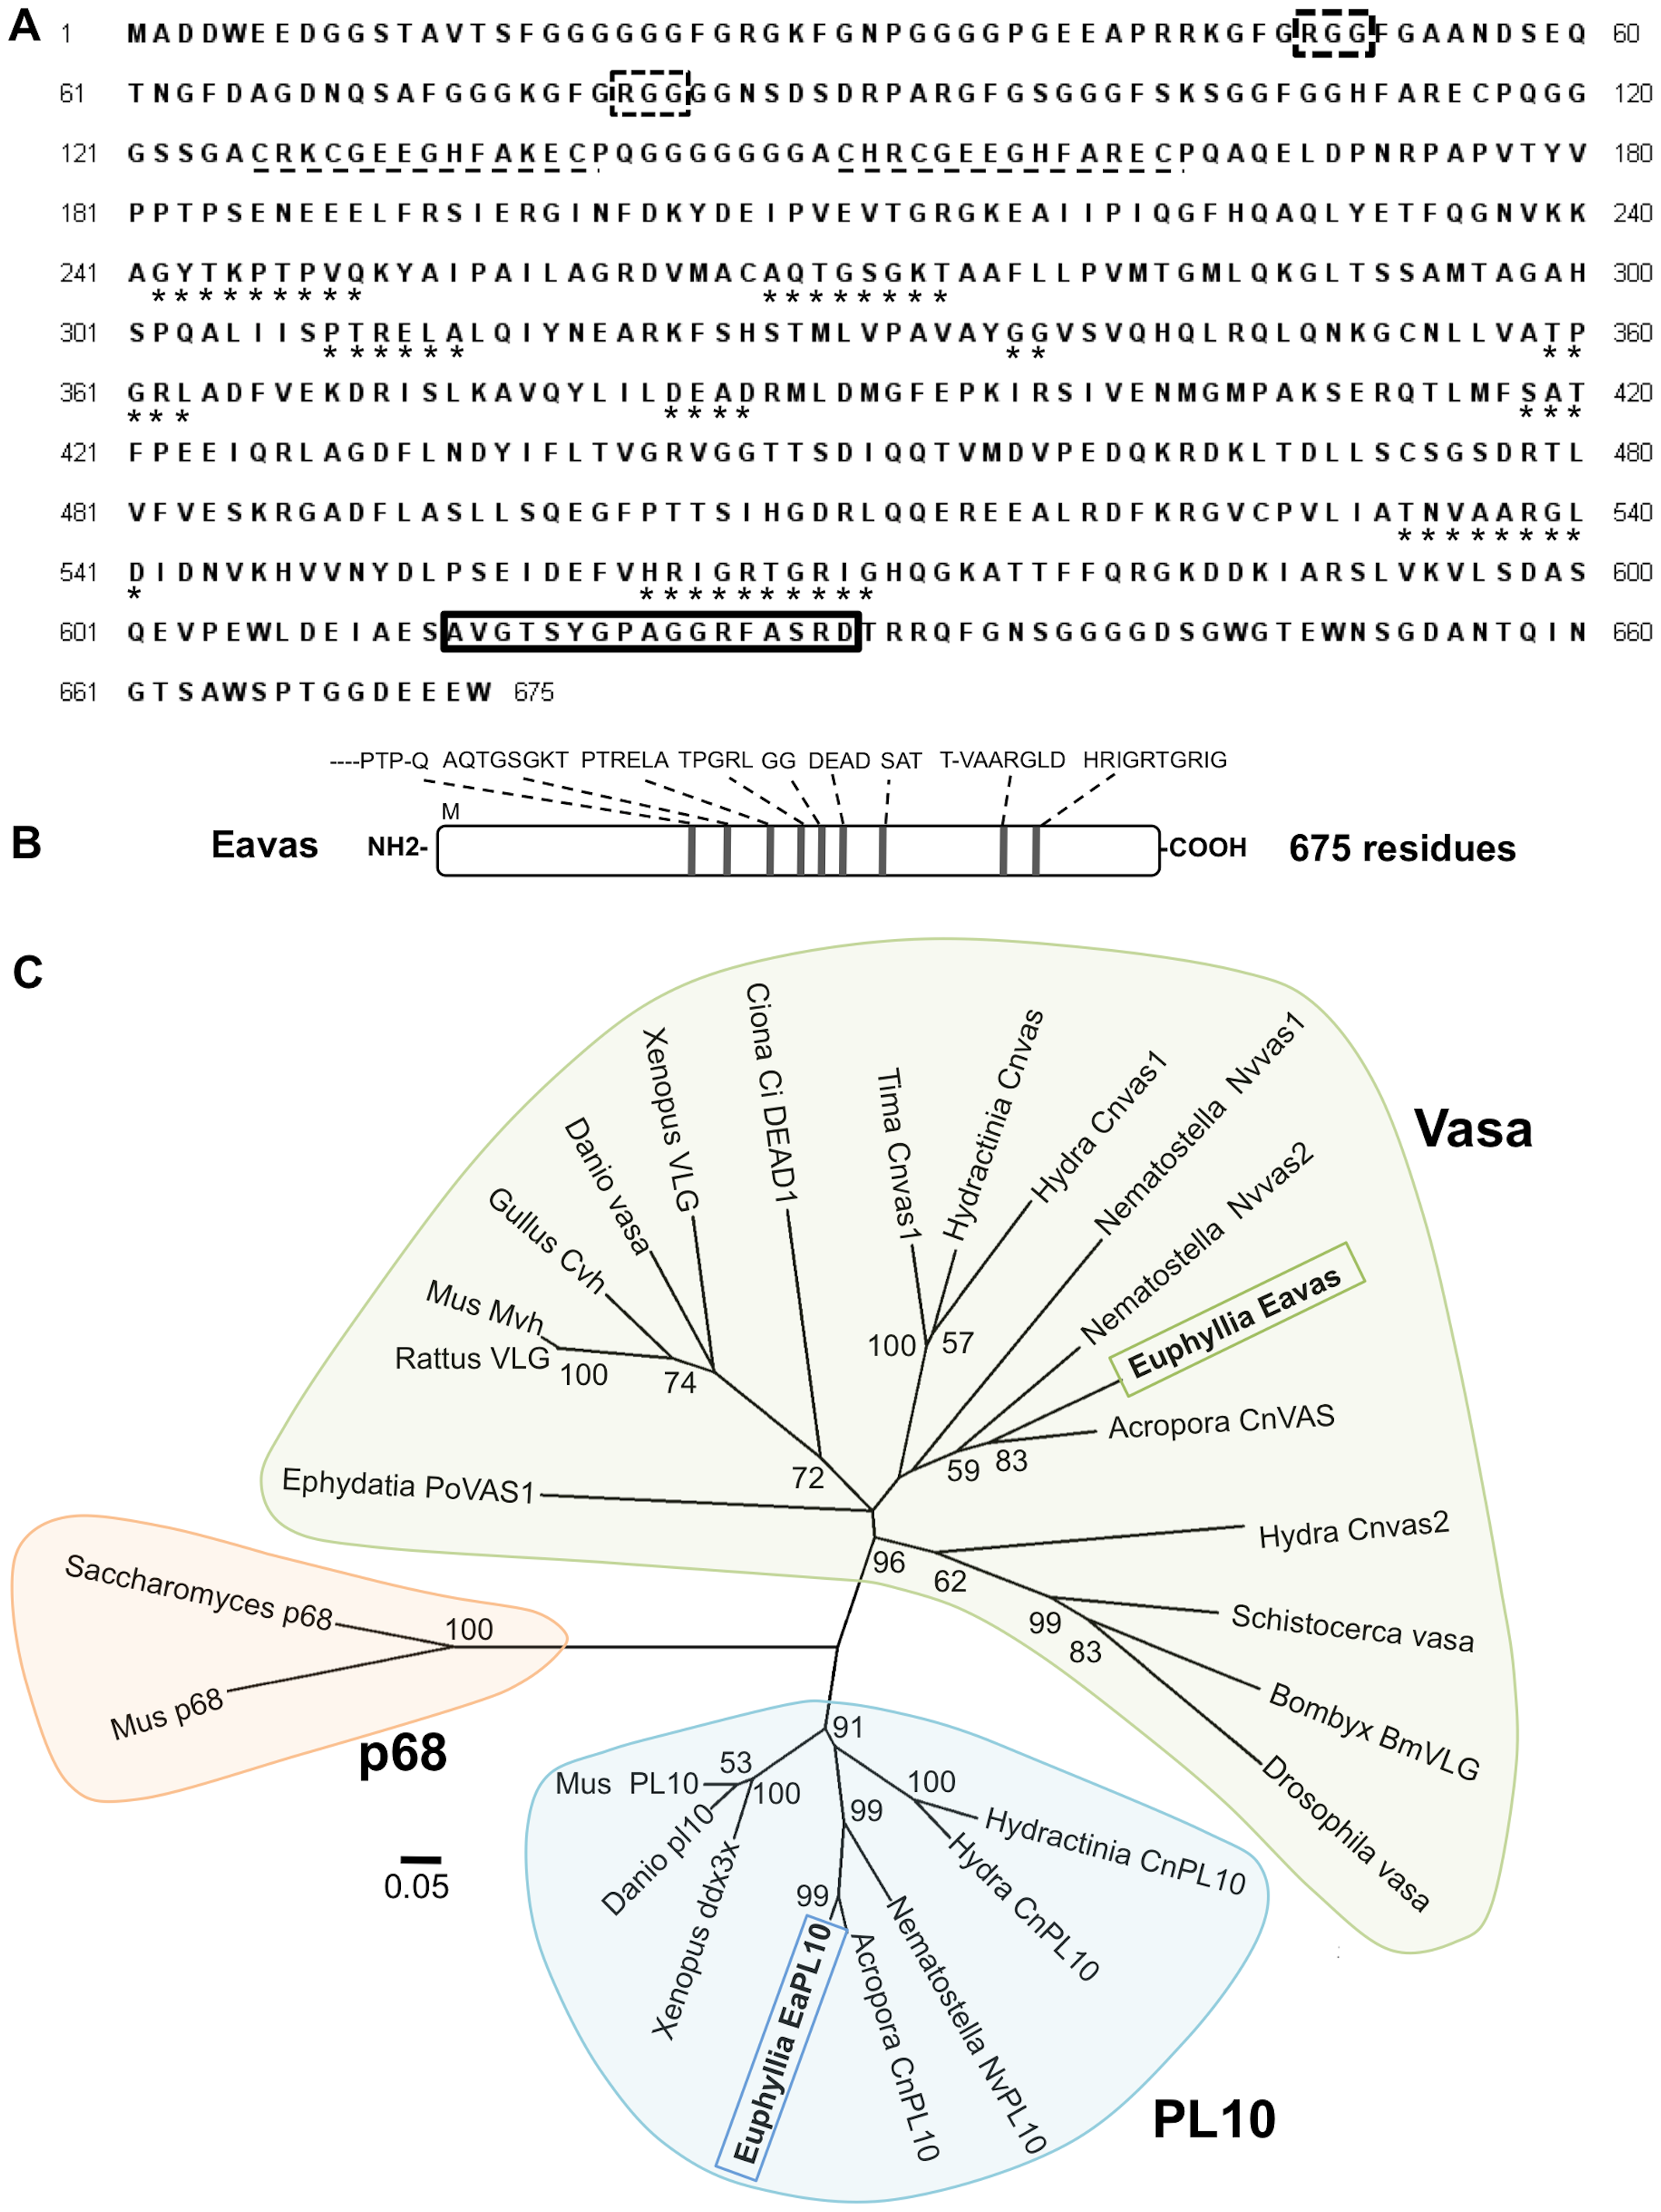 A
1 MADDWEEDGGSTAVTSFGGGGGGFGRGKFGNPGGGGPGEEAPRRKGFGRGGFGAANDSEQ 60
61 TNGFDAGDNQSAFGGGKGFGRGGGGNSDSDRPARGFGSGGGFSKSGGFGGHFARECPQGG 120
121 GSSGACRKCGEEGHFAKECPQGGGGGGGACHRCGEEGHFARECPQAQELDPNRPAPVTYV 180
181 PPTPSENEEELFRSIERGINFDKYDEIPVEVTGRGKEAIIPIQGFHQAQLYETFQGNVKK 240
241 AGYTKPTPVQKYAIPAILAGRDVMACAQTGSGKTAAFLLPVMTGMLQKGLTSSAMTAGAH 300
* * * * * * * * * * * * * * * * *
301 SPQALIISPTRELALQIYNEARKFSHSTMLVPAVAYGGVSVQHQLRQLQNKGCNLLVATP 360
* * * * * * * * * *
361 GRLADFVEKDRISLKAVQYLILDEADRMLDMGFEPKIRSIVENMGMPAKSERQTLMFSAT 420
* * * * * * * * * *
421 FPEEIQRLAGDFLNDYIFLTVGRVGGTTSDIQQTVMDVPEDQKRDKLTDLLSCSGSDRTL 480
481 VFVESKRGADFLASLLSQEGFPTTSIHGDRLQQEREEALRDFKRGVCPVLIATNVAARGL 540
* * * * * * * *
541 DIDNVKHVVNYDLPSEIDEFVHRIGRTGRIGHQGKATTFFQRGKDDKIARSLVKVLSDAS 600
* * * * * * * * * * *
601 QEVPEWLDEIAESAVGTSYGPAGGRFASRDTRRQFGNSGGGGDSGWGTEWNSGDANTQIN 660
661 GTSAWSPTGGDEEEW 675
----PTP-Q AQTGSGKT PTRELA TPGRL GG DEAD SAT T-VAARGLD HRIGRTGRIG
M
B Eavas NH2- -COOH 675 residues
C
Vasa
Ciona Ci DEAD1
Xenopus VLG
Danio vasa
Gullus Cvh
Mus Mvh
Rattus VLG
100
74
72
Ephydatia PoVAS1
Tima Cnvas1
Hydractinia Cnvas
Hydra Cnvas1
100
57
Nematostella Nvvas1
Nematostella Nvvas2
Euphyllia Eavas
Acropora CnVAS
59
83
Hydra Cnvas2
96
62
Schistocerca vasa
99
83
Bombyx BmVLG
Drosophila vasa
Saccharomyces p68
100
Mus p68
p68
0.05
91
53
Mus PL10
100
Danio pl10
Xenopus ddx3x
99
99
Euphyllia EaPL10
Acropora CnPL10
Nematostella NvPL10
100
Hydractinia CnPL10
Hydra CnPL10
PL10